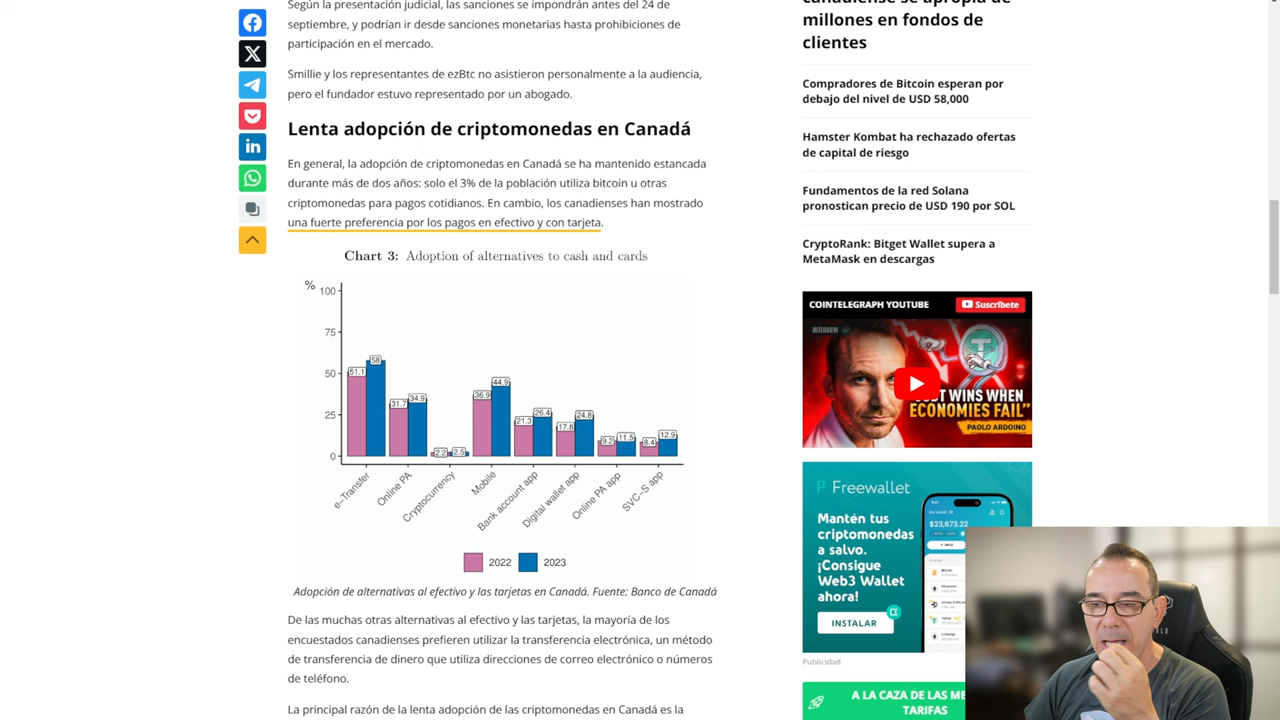 Según la presentación judicial, las sanciones se impondrán antes del 24 de
septiembre, y podrían ir desde sanciones monetarias hasta prohibiciones de
participación en el mercado.
Smillie y los representantes de ezBtc no asistieron personalmente a la audiencia,
pero el fundador estuvo representado por un abogado.
Lenta adopción de criptomonedas en Canadá
En general, la adopción de criptomonedas en Canadá se ha mantenido estancada
durante más de dos años: solo el 3% de la población utiliza bitcoin u otras
criptomonedas para pagos cotidianos. En cambio, los canadienses han mostrado
una fuerte preferencia por los pagos en efectivo y con tarjeta.
Chart 3: Adoption of alternatives to cash and cards
%
100
75
50
25
0
51.1
58
31.7
34.9
2.2
2.5
36.9
44.9
21.3
26.4
17.8
24.8
9.2
11.5
8.4
12.9
e-Transfer
Online PA
Cryptocurrency
Mobile
Bank account app
Digital wallet app
Online PA app
SVC-S app
2022
2023
Adopción de alternativas al efectivo y las tarjetas en Canadá. Fuente: Banco de Canadá
De las muchas otras alternativas al efectivo y las tarjetas, la mayoría de los
encuestados canadienses prefieren utilizar la transferencia electrónica, un método
de transferencia de dinero que utiliza direcciones de correo electrónico o números
de teléfono.
La principal razón de la lenta adopción de las criptomonedas en Canadá es la
canadiense se apropia de
millones en fondos de
clientes
Compradores de Bitcoin esperan por
debajo del nivel de USD 58,000
Hamster Kombat ha rechazado ofertas
de capital de riesgo
Fundamentos de la red Solana
pronostican precio de USD 190 por SOL
CryptoRank: Bitget Wallet supera a
MetaMask en descargas
COINTELEGRAPH YOUTUBE
Suscríbete
INTERVIEW
WINS WHEN
ECONOMIES FAIL"
PAOLO ARDOINO
Freewallet
Mantén tus
criptomonedas
a salvo.
¡Consigue
Web3 Wallet
ahora!
INSTALAR
$23,673.22
Publicidad
A LA CAZA DE LAS ME
TARIFAS